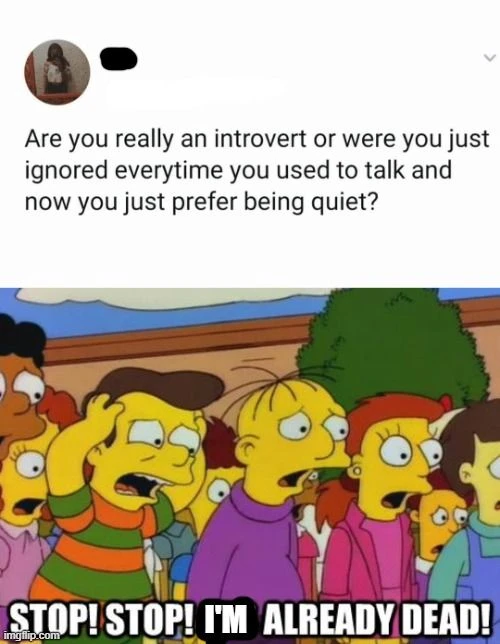 Are you really an introvert or were you just
ignored everytime you used to talk and
now you just prefer being quiet?
STOP! STOP! I'M ALREADY DEAD!
imgflip.com